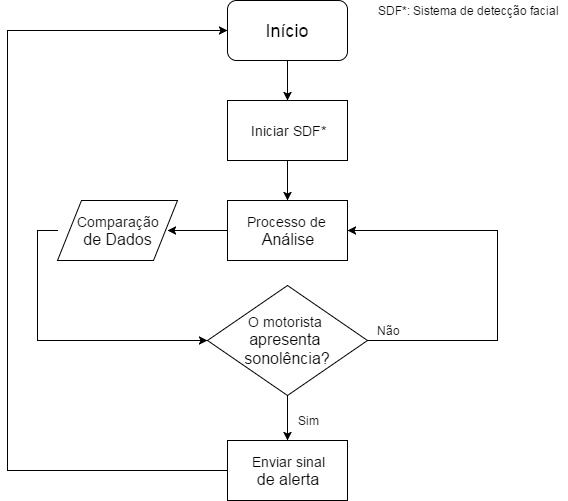 Início
SDF*: Sistema de detecção facial
Iniciar SDF*
Comparação
de Dados
Processo de
Análise
O motorista
apresenta
sonolência?
Não
Sim
Enviar sinal
de alerta